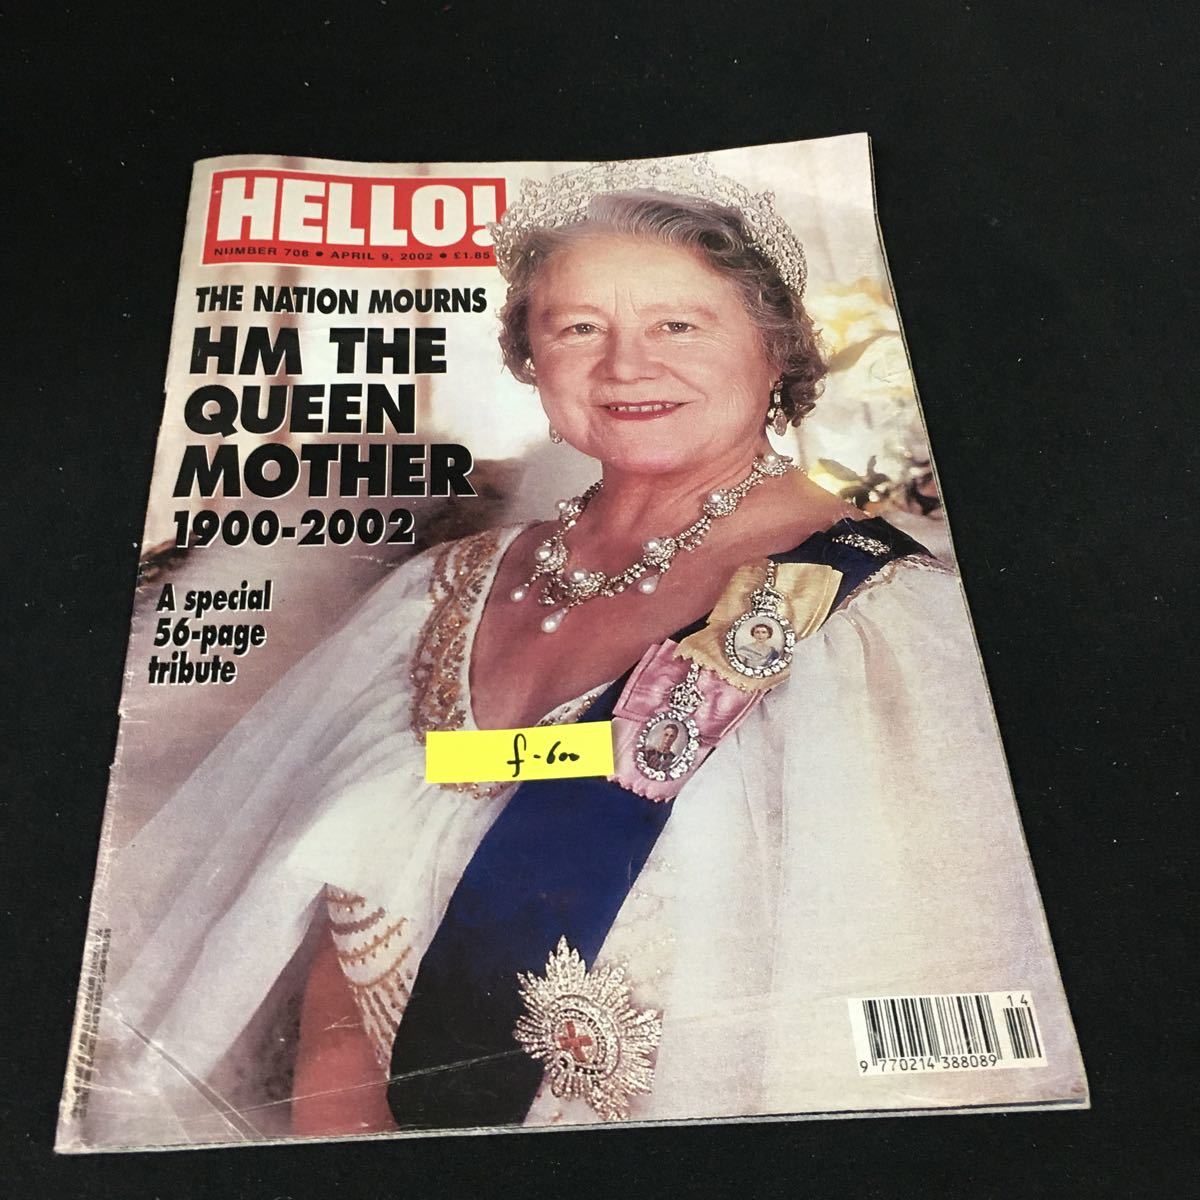 HELLO!
NUMBER 706 • APRIL 9, 2002 • £1.85
THE NATION MOURNS
HM THE
QUEEN
MOTHER
1900-2002
A special
56-page
tribute
f-600
14
9 770214 388089